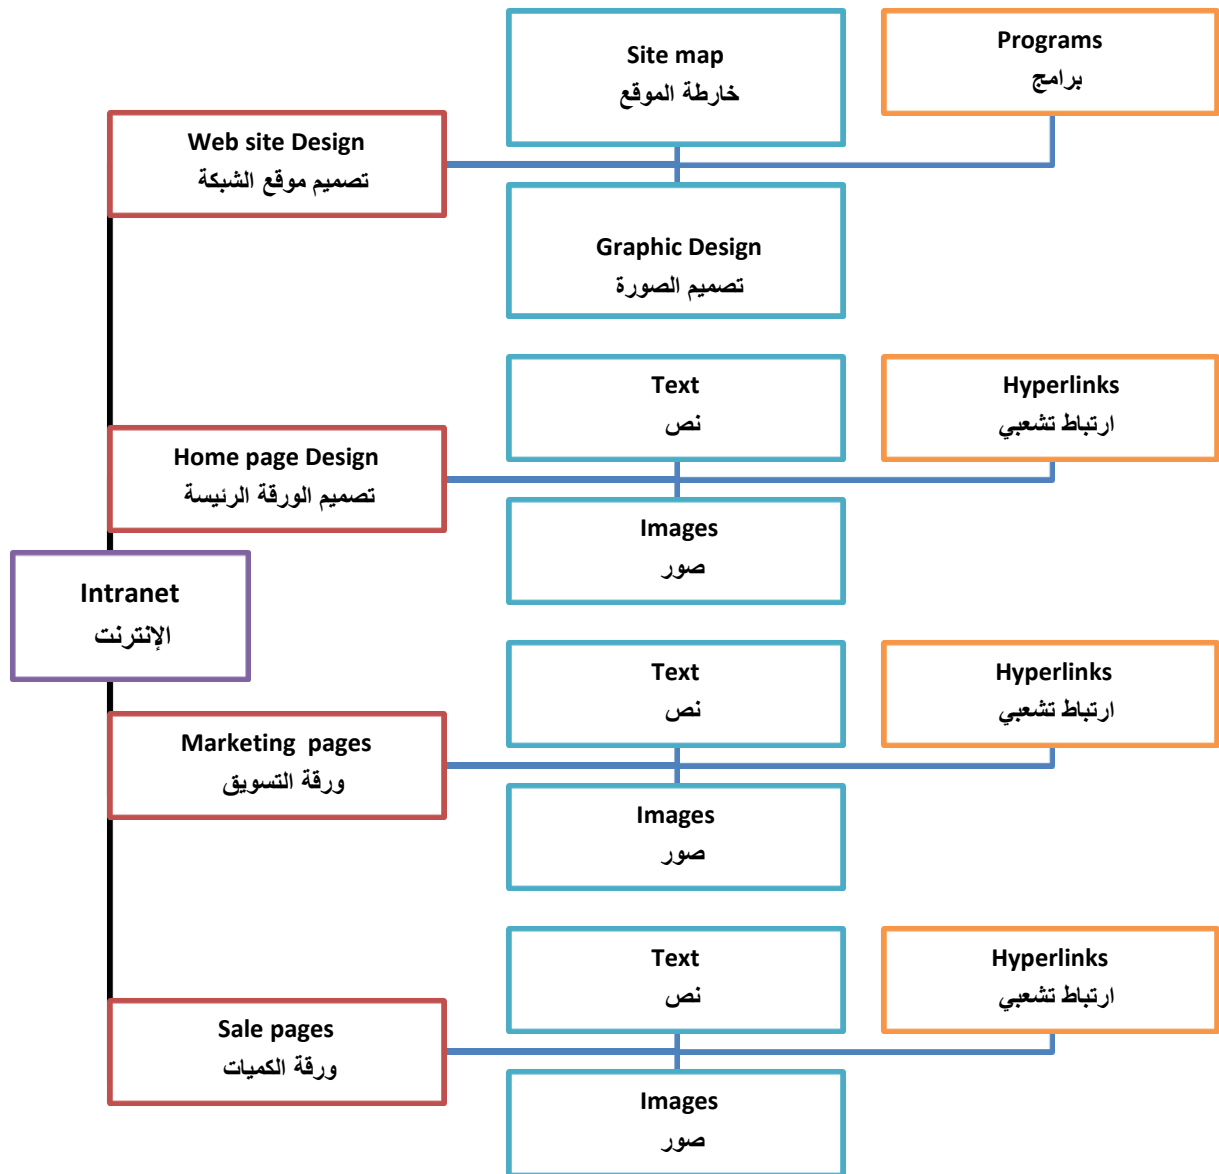 Site map
خارطة الموقع
Programs
برامج
Web site Design
تصميم موقع الشبكة
Graphic Design
تصميم الصورة
Text
نص
Hyperlinks
ارتباط تشعبي
Home page Design
تصميم الورقة الرئيسة
Images
صور
Intranet
الإنترنت
Text
نص
Hyperlinks
ارتباط تشعبي
Marketing pages
ورقة التسويق
Images
صور
Text
نص
Hyperlinks
ارتباط تشعبي
Sale pages
ورقة الكميات
Images
صور